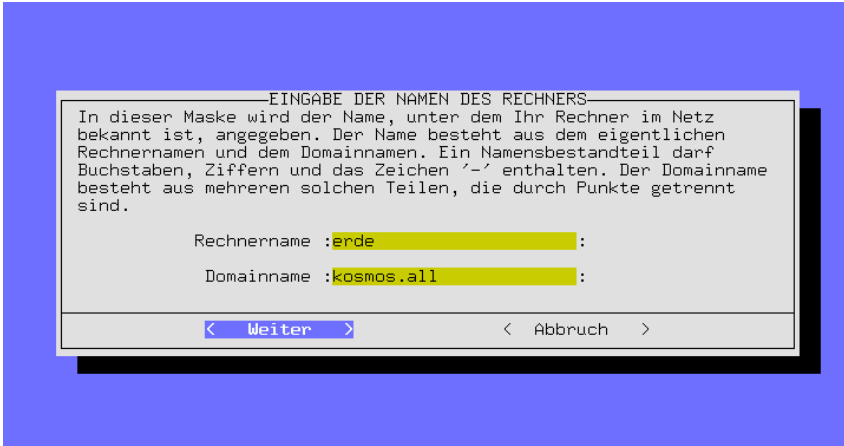 EINGABE DER NAMEN DES RECHNERS
In dieser Maske wird der Name, unter dem Ihr Rechner im Netz
bekannt ist, angegeben. Der Name besteht aus dem eigentlichen
Rechnernamen und dem Domainnamen. Ein Namensbestandteil darf
Buchstaben, Ziffern und das Zeichen '-' enthalten. Der Domainname
besteht aus mehreren solchen Teilen, die durch Punkte getrennt
sind.
Rechnername :erde :
Domainname :kosmos.all :
< Weiter > < Abbruch >